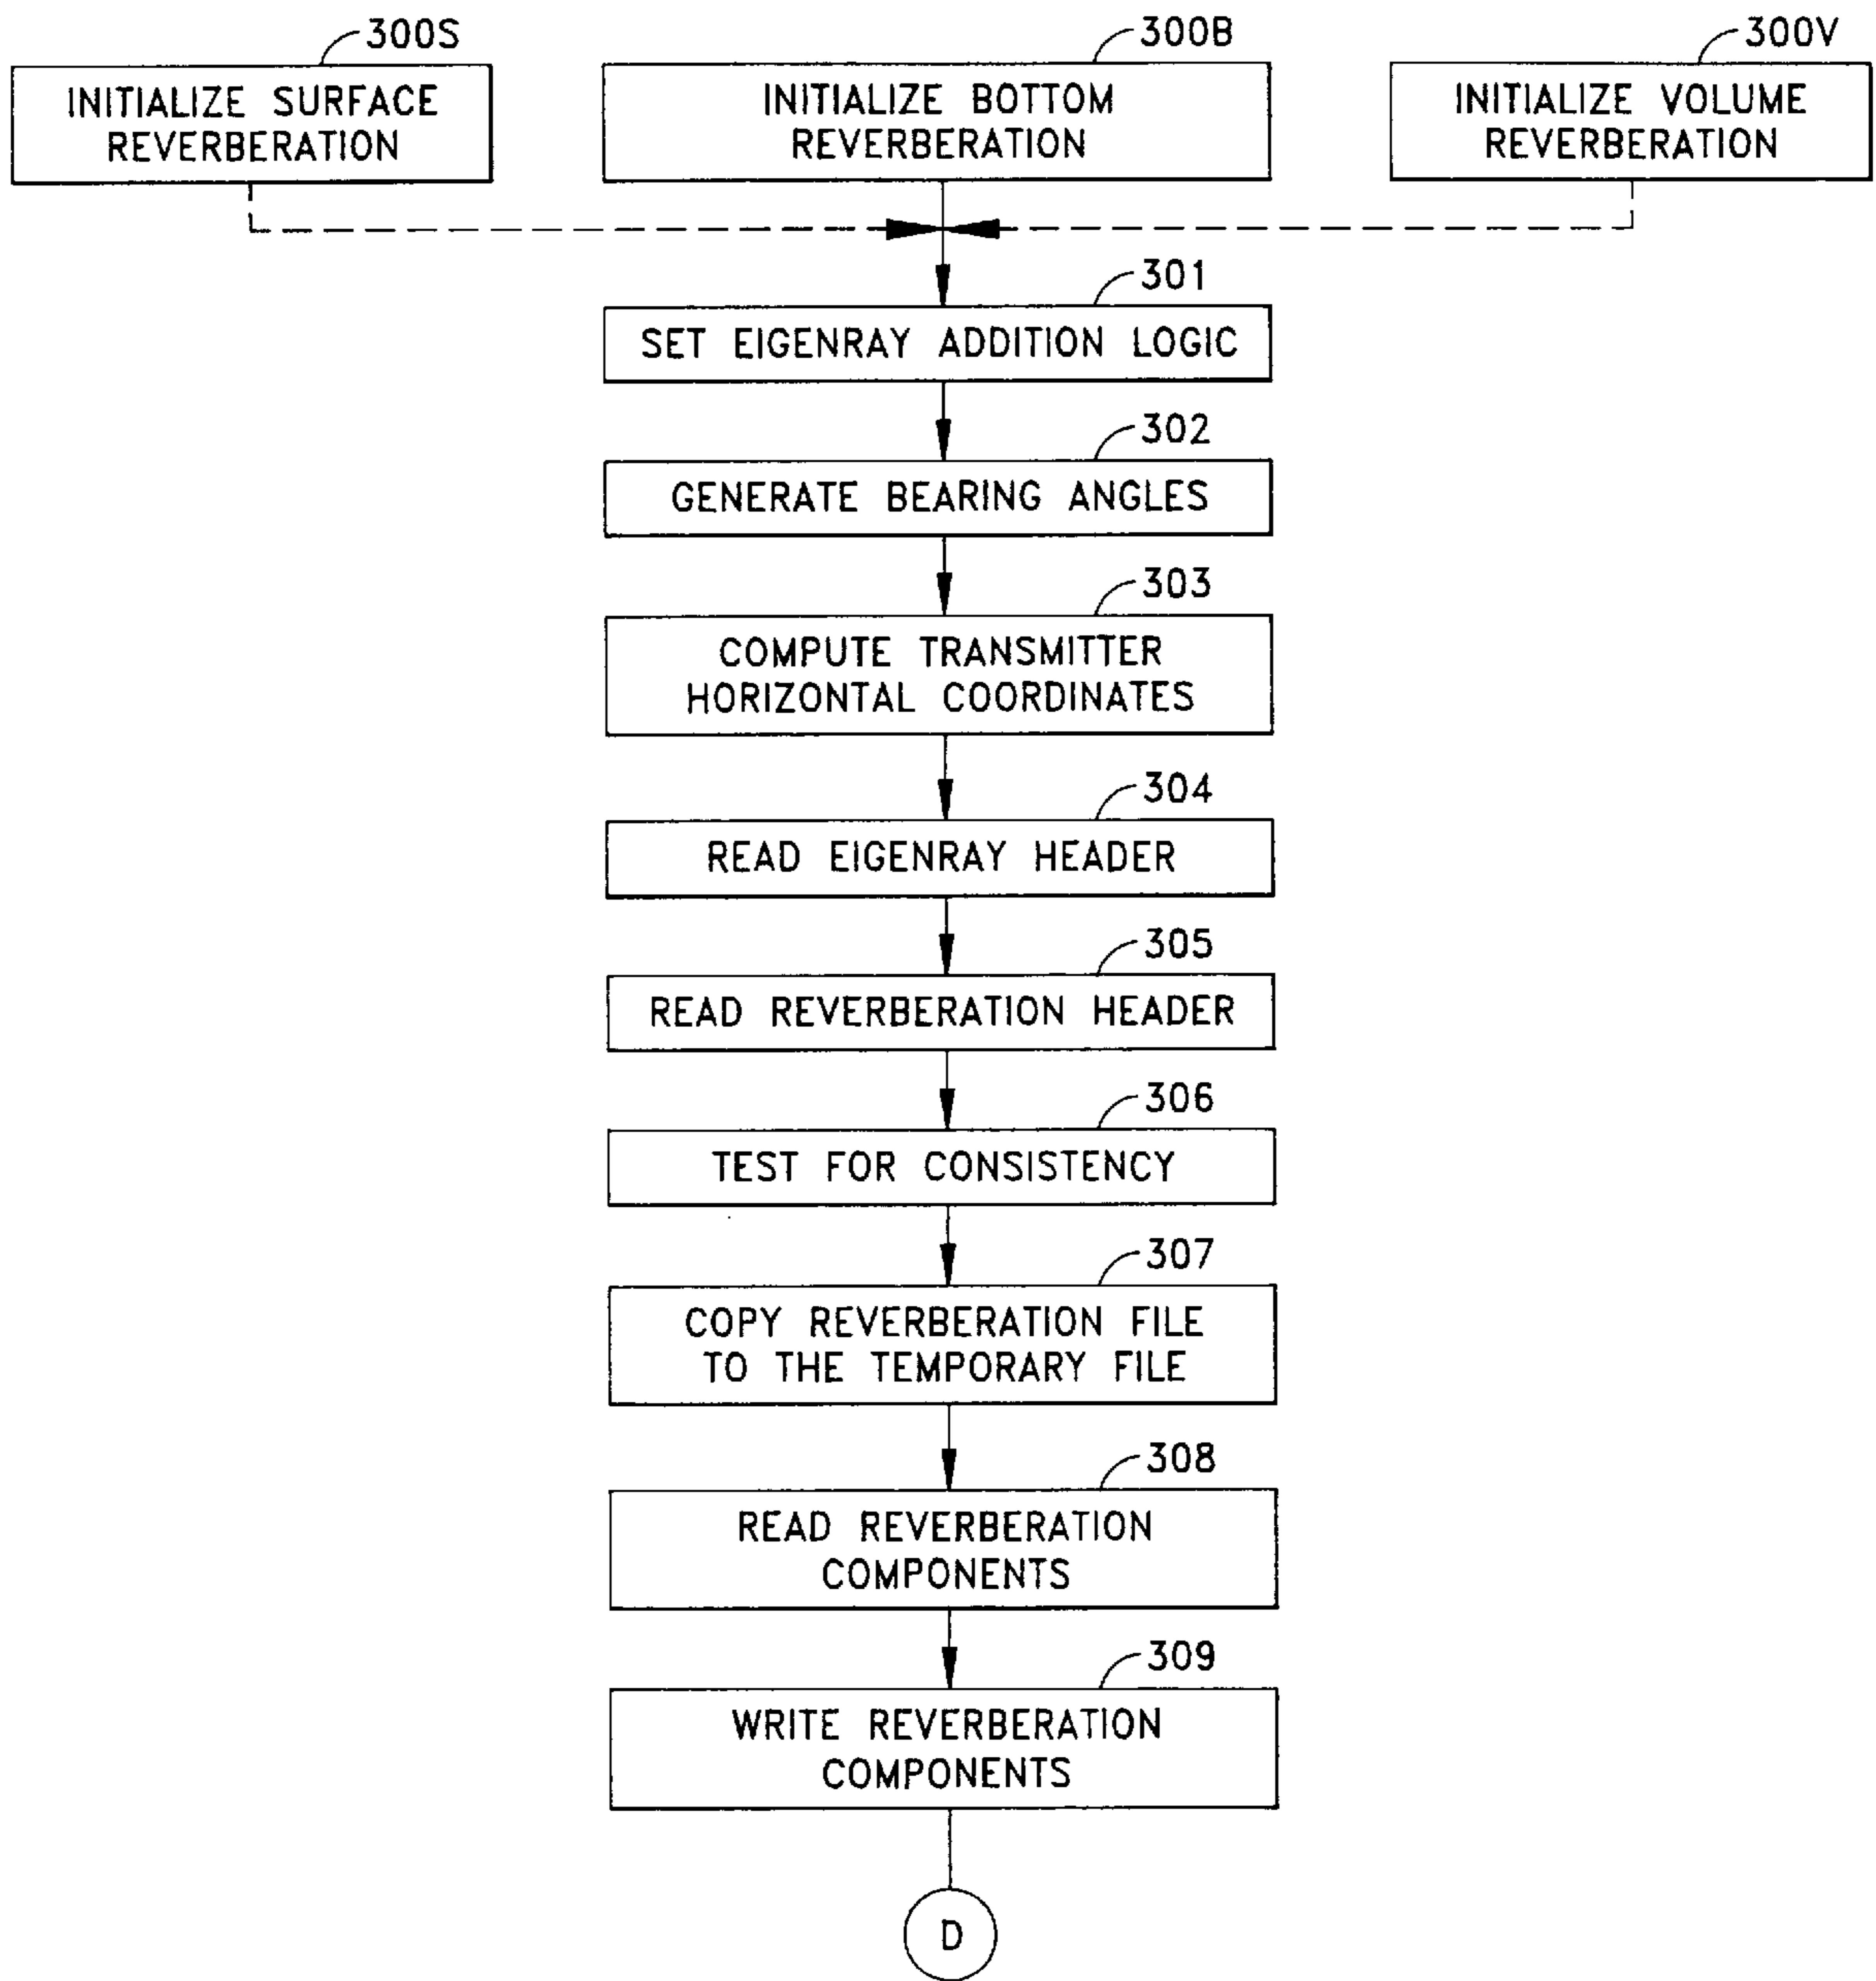 300S
INITIALIZE SURFACE
REVERBERATION
300B
INITIALIZE BOTTOM
REVERBERATION
300V
INITIALIZE VOLUME
REVERBERATION
301
SET EIGENRAY ADDITION LOGIC
302
GENERATE BEARING ANGLES
303
COMPUTE TRANSMITTER
HORIZONTAL COORDINATES
304
READ EIGENRAY HEADER
305
READ REVERBERATION HEADER
306
TEST FOR CONSISTENCY
307
COPY REVERBERATION FILE
TO THE TEMPORARY FILE
308
READ REVERBERATION
COMPONENTS
309
WRITE REVERBERATION
COMPONENTS
D